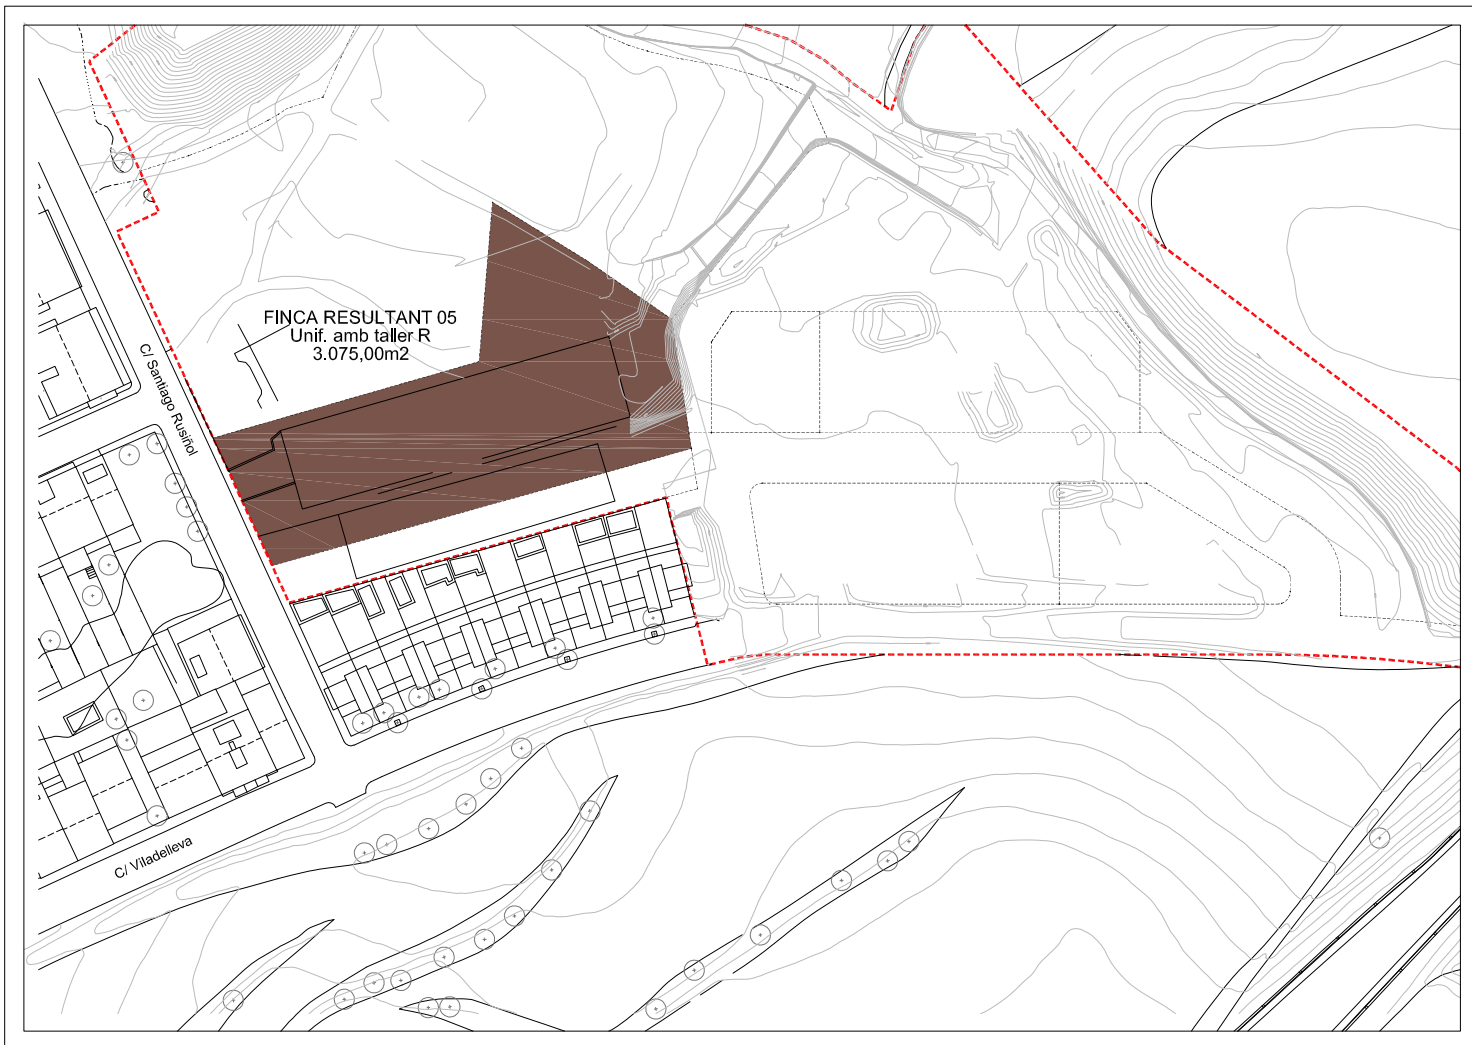 FINCA RESULTANT 05
Unif. amb taller R
3.075,00m2
C/ Santiago Rusiñol
C/ Viladelleva